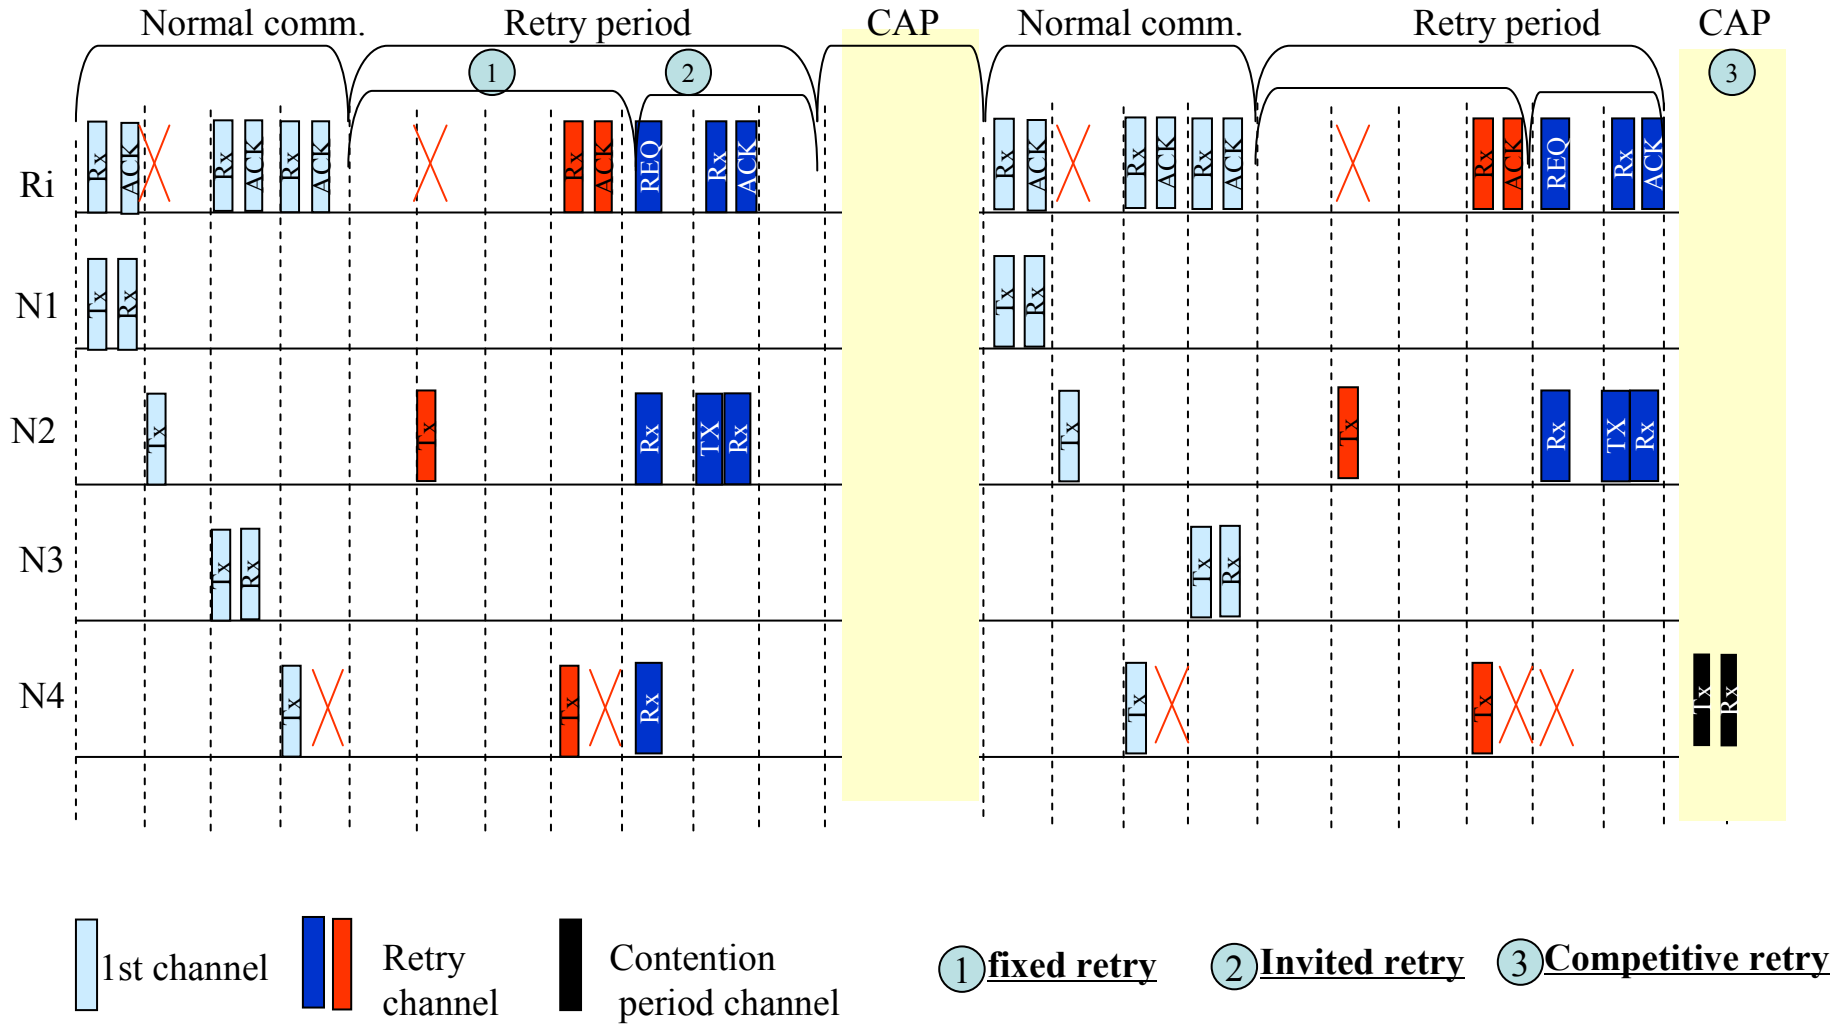 Normal comm. Retry period CAP Normal comm. Retry period CAP
1 2 3
Ri Rx ACK Rx ACK Rx ACK Rx ACK REQ Rx ACK Rx ACK Rx ACK Rx ACK Rx ACK REQ Rx ACK
N1 Tx Rx Tx Rx
N2 Tx Tx Rx TX Rx Tx Tx Rx TX Rx
N3 Tx Rx Tx Rx
N4 Tx Tx Rx Tx Tx Tx Rx
1st channel
Retry
channel
Contention
period channel
1 fixed retry
2 Invited retry
3 Competitive retry